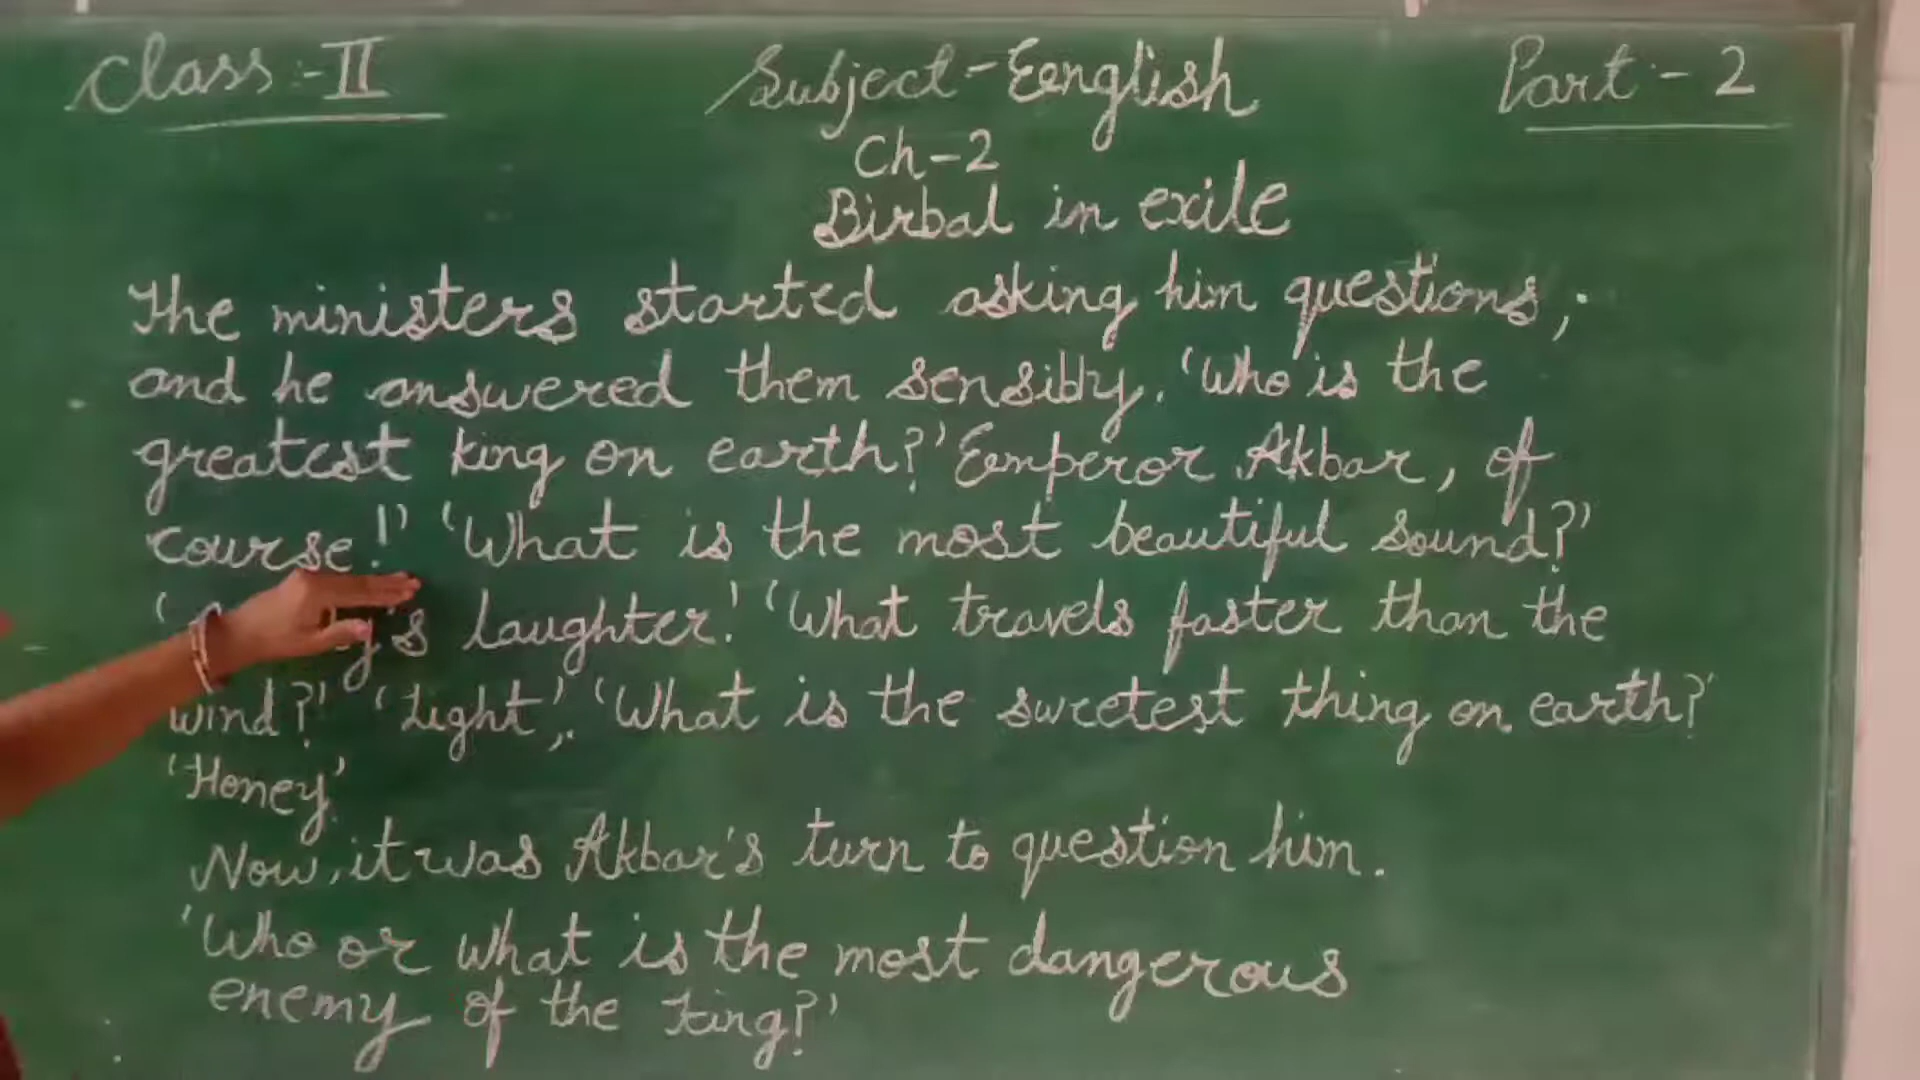 Class:-II
Subject-Eenglish
Part-2
Ch-2
Birbal in exile
The ministers started asking him questions;
and he answered them sensibly. 'Who is the
greatest king on earth?' Eemperor Akbar, of
course!' 'What is the most beautiful sound?'
laughter!' 'What travels faster than the
wind?' 'Light,'. 'What is the sweetest thing on earth?'
'Honey'.
Now, it was Akbar's turn to question him.
'Who or what is the most dangerous
enemy of the king?'